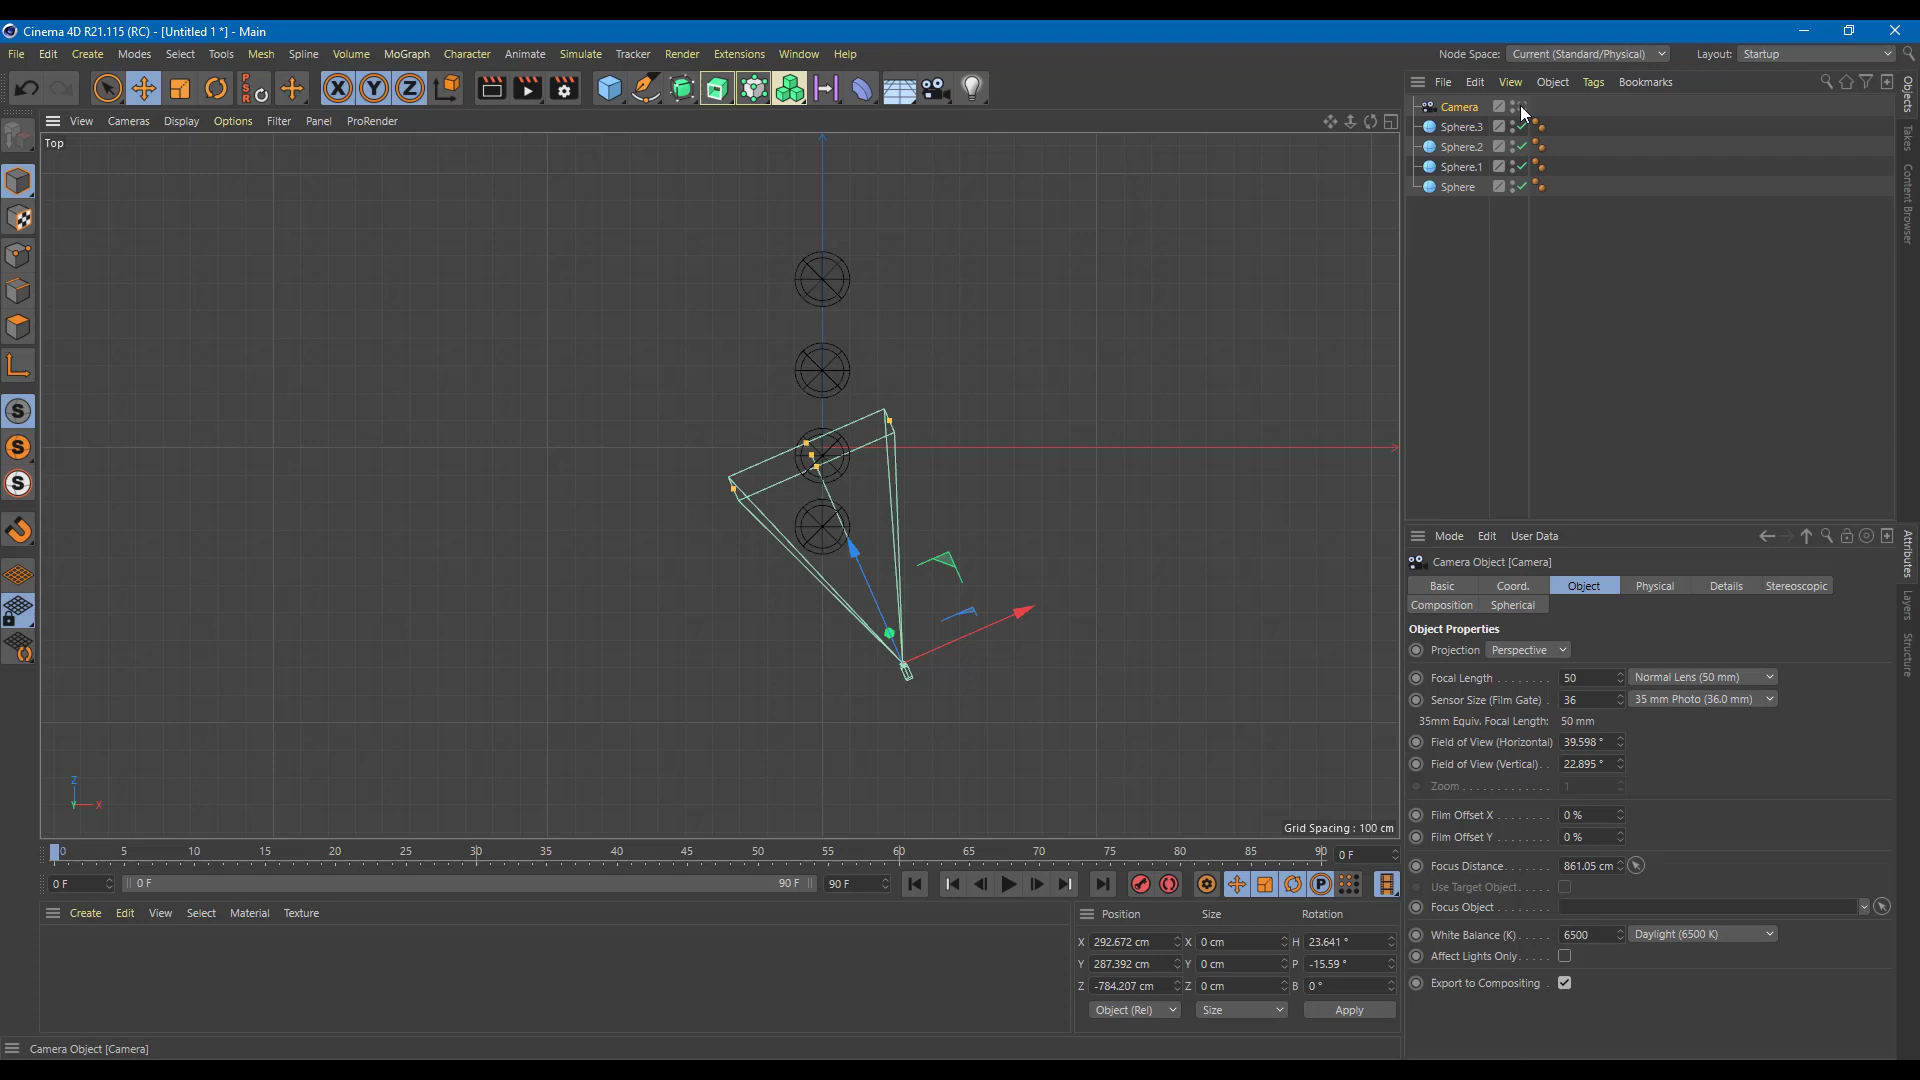 Cinema 4D R21.115 (RC) - [Untitled 1 *] - Main
File Edit Create Modes Select Tools Mesh Spline Volume MoGraph Character Animate Simulate Tracker Render Extensions Window Help
Node Space: Current (Standard/Physical) Layout: Startup
PSR X Y Z
File Edit View Object Tags Bookmarks
View Cameras Display Options Filter Panel ProRender
Top
Camera
Sphere.3
Sphere.2
Sphere.1
Sphere
Objects
Takes
Content Browser
S
S
S
Z
Y X
Grid Spacing : 100 cm
Mode Edit User Data
Camera Object [Camera]
Basic Coord. Object Physical Details Stereoscopic
Composition Spherical
Object Properties
Projection Perspective
Focal Length . . . . . . . . 50 Normal Lens (50 mm)
Sensor Size (Film Gate) . 36 35 mm Photo (36.0 mm)
35mm Equiv. Focal Length: 50 mm
Field of View (Horizontal) 39.598 °
Field of View (Vertical). . 22.895 °
Zoom . . . . . . . . . . . . . 1
Film Offset X . . . . . . . . 0 %
Film Offset Y . . . . . . . . 0 %
Focus Distance. . . . . . . 861.05 cm
Use Target Object. . . . .
Focus Object . . . . . . . .
White Balance (K). . . . . 6500 Daylight (6500 K)
Affect Lights Only. . . . .
Export to Compositing .
Attributes
Layers
Structure
0 5 10 15 20 25 30 35 40 45 50 55 60 65 70 75 80 85 90 0 F
0 F 0 F 90 F 90 F P
Create Edit View Select Material Texture
Position Size Rotation
X 292.672 cm X 0 cm H 23.641 °
Y 287.392 cm Y 0 cm P -15.59 °
Z -784.207 cm Z 0 cm B 0 °
Object (Rel) Size Apply
Camera Object [Camera]